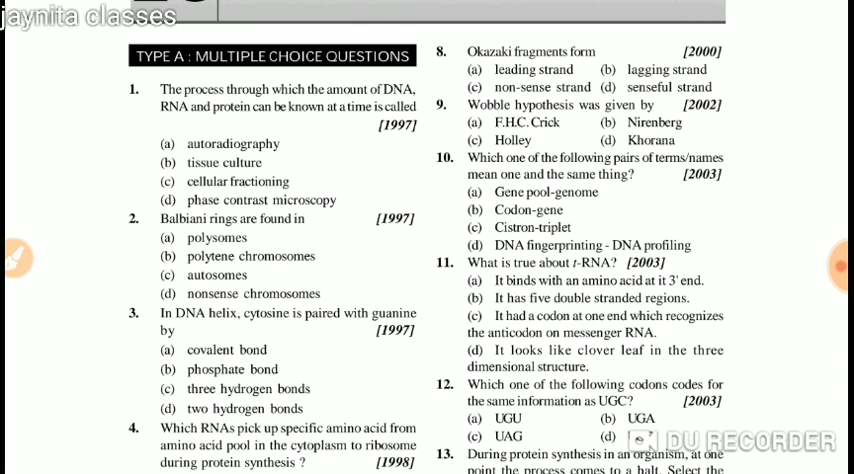 jaynita classes
TYPE A : MULTIPLE CHOICE QUESTIONS
1. The process through which the amount of DNA,
RNA and protein can be known at a time is called
[1997]
(a) autoradiography
(b) tissue culture
(c) cellular fractioning
(d) phase contrast microscopy
2. Balbiani rings are found in [1997]
(a) polysomes
(b) polytene chromosomes
(c) autosomes
(d) nonsense chromosomes
3. In DNA helix, cytosine is paired with guanine
by [1997]
(a) covalent bond
(b) phosphate bond
(c) three hydrogen bonds
(d) two hydrogen bonds
4. Which RNAs pick up specific amino acid from
amino acid pool in the cytoplasm to ribosome
during protein synthesis ? [1998]
8. Okazaki fragments form [2000]
(a) leading strand (b) lagging strand
(c) non-sense strand (d) senseful strand
9. Wobble hypothesis was given by [2002]
(a) F.H.C. Crick (b) Nirenberg
(c) Holley (d) Khorana
10. Which one of the following pairs of terms/names
mean one and the same thing? [2003]
(a) Gene pool-genome
(b) Codon-gene
(c) Cistron-triplet
(d) DNA fingerprinting - DNA profiling
11. What is true about t-RNA? [2003]
(a) It binds with an amino acid at it 3' end.
(b) It has five double stranded regions.
(c) It had a codon at one end which recognizes
the anticodon on messenger RNA.
(d) It looks like clover leaf in the three
dimensional structure.
12. Which one of the following codons codes for
the same information as UGC? [2003]
(a) UGU (b) UGA
(c) UAG (d)
DU RECORDER
13. During protein synthesis in an organism, at one
point the process comes to a halt. Select the